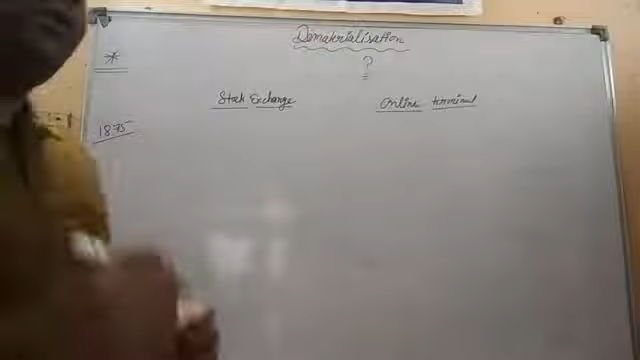 Dematerialisation
*
?
Stock Exchange
Online terminal
1875